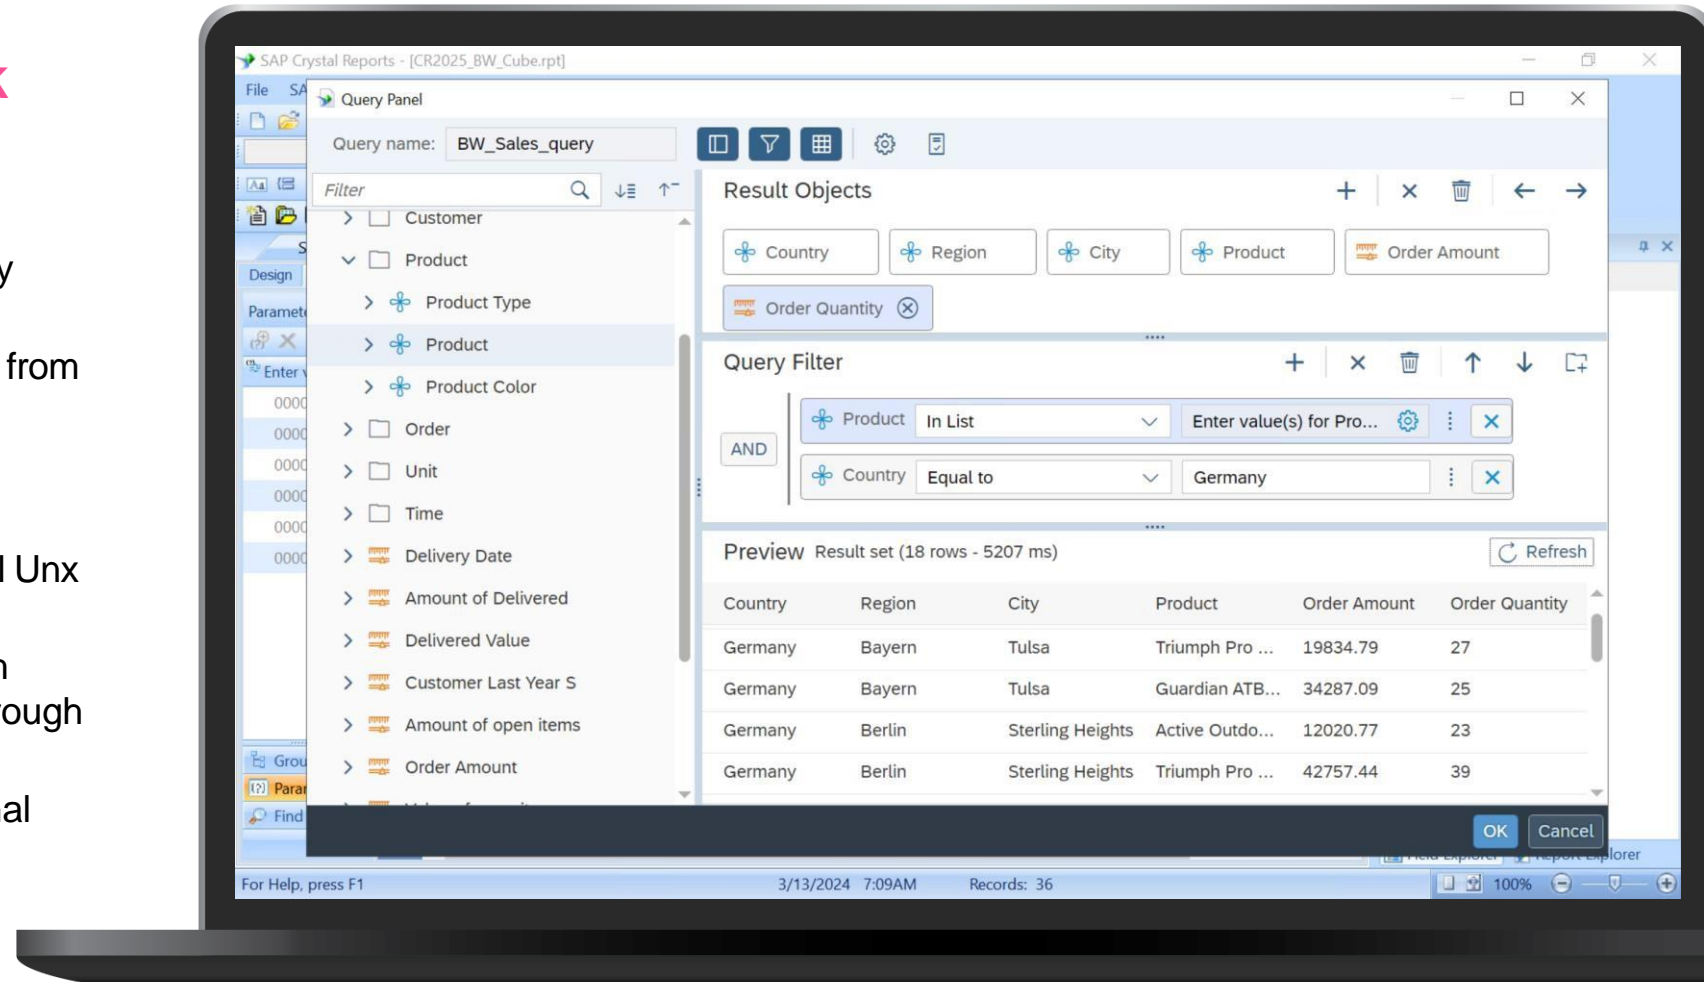 from
Unx
SAP Crystal Reports - [CR2025_BW_Cube.rpt]
File
Query Panel
Query name: BW_Sales_query
Filter
Customer
Product
Product Type
Product
Product Color
Order
Unit
Time
Delivery Date
Amount of Delivered
Delivered Value
Customer Last Year S
Amount of open items
Order Amount
Result Objects
Country Region City Product Order Amount
Order Quantity
Query Filter
AND
Product In List Enter value(s) for Pro...
Country Equal to Germany
Preview Result set (18 rows - 5207 ms) Refresh
Country Region City Product Order Amount Order Quantity
Germany Bayern Tulsa Triumph Pro ... 19834.79 27
Germany Bayern Tulsa Guardian ATB... 34287.09 25
Germany Berlin Sterling Heights Active Outdo... 12020.77 23
Germany Berlin Sterling Heights Triumph Pro ... 42757.44 39
OK Cancel
Design
Enter
Find
For Help, press F1 3/13/2024 7:09AM Records: 36 100%